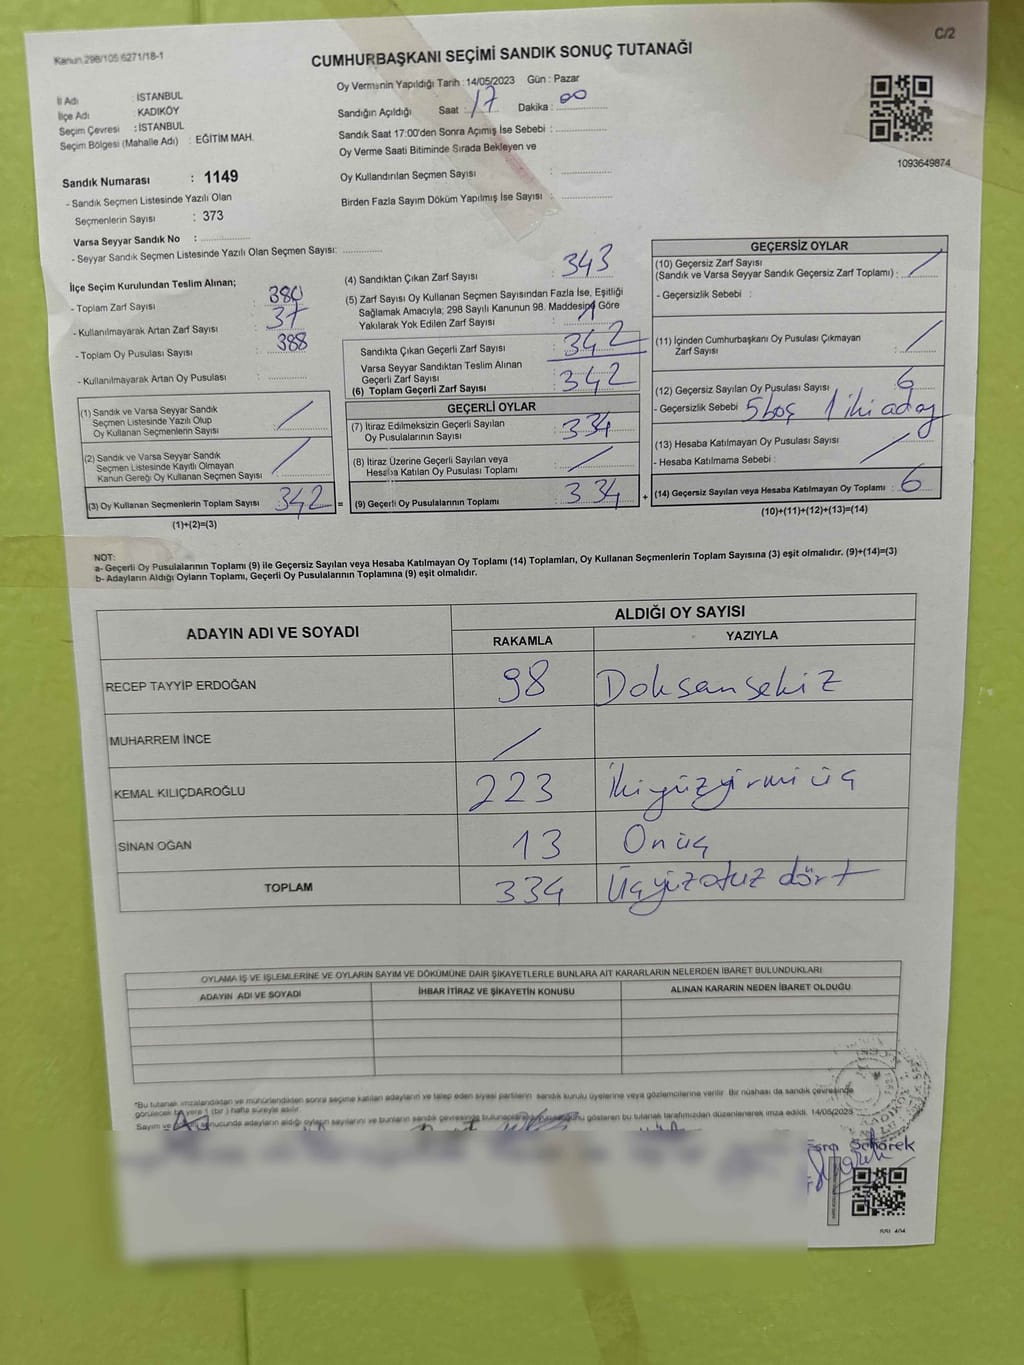 Kanun.298/105.6271/18-1
C/2
CUMHURBAŞKANI SEÇİMİ SANDIK SONUÇ TUTANAĞI
İl Adı : İSTANBUL
İlçe Adı : KADIKÖY
Seçim Çevresi : İSTANBUL
Seçim Bölgesi (Mahalle Adı) : EĞİTİM MAH.
Sandık Numarası : 1149
- Sandık Seçmen Listesinde Yazılı Olan
Seçmenlerin Sayısı : 373
Varsa Seyyar Sandık No :
- Seyyar Sandık Seçmen Listesinde Yazılı Olan Seçmen Sayısı:
Oy Vermenin Yapıldığı Tarih : 14/05/2023 Gün : Pazar
Sandığın Açıldığı Saat : 17 Dakika : 00
Sandık Saat 17:00'den Sonra Açımış İse Sebebi :
Oy Verme Saati Bitiminde Sırada Bekleyen ve
Oy Kullandırılan Seçmen Sayısı :
Birden Fazla Sayım Döküm Yapılmış İse Sayısı :
1093649874
İlçe Seçim Kurulundan Teslim Alınan;
- Toplam Zarf Sayısı : 380
- Kullanılmayarak Artan Zarf Sayısı : 37
- Toplam Oy Pusulası Sayısı : 388
- Kullanılmayarak Artan Oy Pusulası :
(1) Sandık ve Varsa Seyyar Sandık
Seçmen Listesinde Yazılı Olup
Oy Kullanan Seçmenlerin Sayısı /
(2) Sandık ve Varsa Seyyar Sandık
Seçmen Listesinde Kayıtlı Olmayan
Kanun Gereği Oy Kullanan Seçmen Sayısı /
(3) Oy Kullanan Seçmenlerin Toplam Sayısı 342 =
(1)+(2)=(3)
(4) Sandıktan Çıkan Zarf Sayısı : 343
(5) Zarf Sayısı Oy Kullanan Seçmen Sayısından Fazla İse, Eşitliği
Sağlamak Amacıyla; 298 Sayılı Kanunun 98. Maddesine Göre
Yakılarak Yok Edilen Zarf Sayısı : 1
Sandıkta Çıkan Geçerli Zarf Sayısı : 342
Varsa Seyyar Sandıktan Teslim Alınan
Geçerli Zarf Sayısı
(6) Toplam Geçerli Zarf Sayısı : 342
GEÇERLİ OYLAR
(7) İtiraz Edilmeksizin Geçerli Sayılan
Oy Pusulalarının Sayısı : 334
(8) İtiraz Üzerine Geçerli Sayılan veya
Hesaba Katılan Oy Pusulası Toplamı : /
(9) Geçerli Oy Pusulalarının Toplamı : 334 +
GEÇERSİZ OYLAR
(10) Geçersiz Zarf Sayısı
(Sandık ve Varsa Seyyar Sandık Geçersiz Zarf Toplamı) : /
- Geçersizlik Sebebi :
(11) İçinden Cumhurbaşkanı Oy Pusulası Çıkmayan
Zarf Sayısı : /
(12) Geçersiz Sayılan Oy Pusulası Sayısı : 6
- Geçersizlik Sebebi : 5 boş 1 iki aday
(13) Hesaba Katılmayan Oy Pusulası Sayısı : /
- Hesaba Katılmama Sebebi :
(14) Geçersiz Sayılan veya Hesaba Katılmayan Oy Toplamı : 6
(10)+(11)+(12)+(13)=(14)
NOT:
a- Geçerli Oy Pusulalarının Toplamı (9) ile Geçersiz Sayılan veya Hesaba Katılmayan Oy Toplamı (14) Toplamları, Oy Kullanan Seçmenlerin Toplam Sayısına (3) eşit olmalıdır. (9)+(14)=(3)
b- Adayların Aldığı Oyların Toplamı, Geçerli Oy Pusulalarının Toplamına (9) eşit olmalıdır.
ADAYIN ADI VE SOYADI
ALDIĞI OY SAYISI
RAKAMLA YAZIYLA
RECEP TAYYİP ERDOĞAN 98 Doksansekiz
MUHARREM İNCE /
KEMAL KILIÇDAROĞLU 223 İkiyüzyirmi üç
SİNAN OĞAN 13 Onüç
TOPLAM 334 Üçyüzotuz dört
OYLAMA İŞ VE İŞLEMLERİNE VE OYLARIN SAYIM VE DÖKÜMÜNE DAİR ŞİKAYETLERLE BUNLARA AİT KARARLARIN NELERDEN İBARET BULUNDUKLARI
ADAYIN ADI VE SOYADI İHBAR İTİRAZ VE ŞİKAYETİN KONUSU ALINAN KARARIN NEDEN İBARET OLDUĞU
*Bu tutanak imzalandıktan ve mühürlendikten sonra seçime katılan adayların ve talep eden siyasi partilerin sandık kurulu üyelerine veya gözlemcilerine verilir. Bir nüshası da sandık çevresinde
görülecek bir yere 1 (bir) hafta süreyle asılır.
Sayım ve sonucunda adayların aldığı oyların sayılarını ve bunların sandık çevresinde gösteren bu tutanak tarafımızdan düzenlenerek imza edildi. 14/05/2023